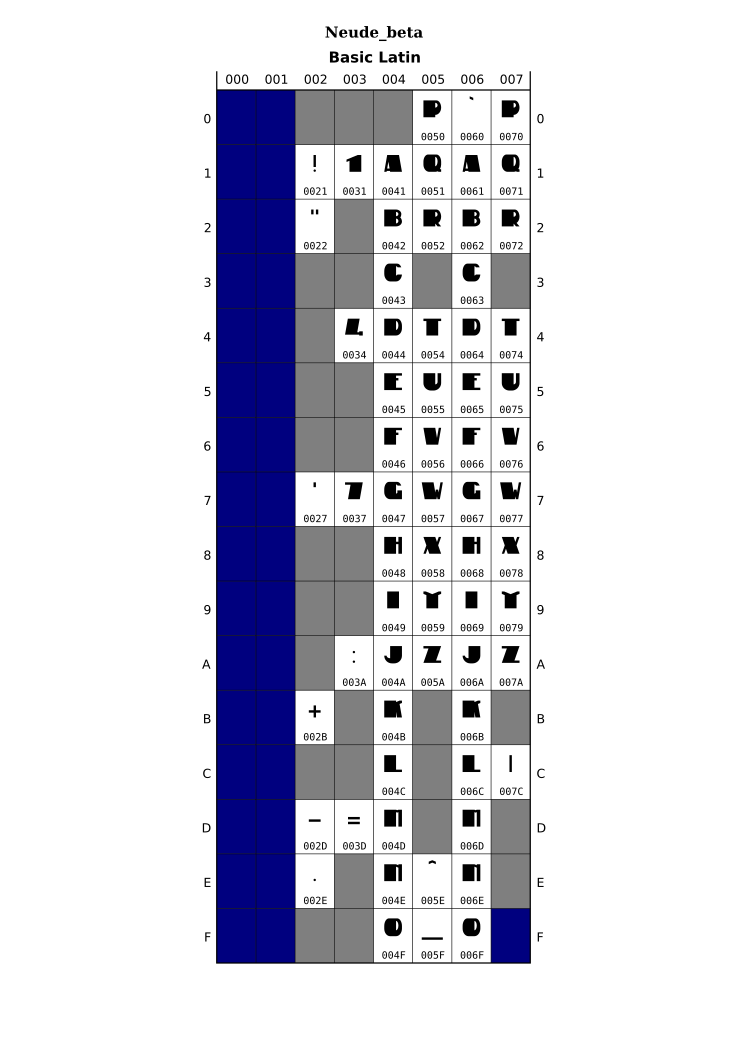 Neude_beta
Basic Latin
000 001 002 003 004 005 006 007
0 P ` P 0
0050 0060 0070
1 ! 1 A Q A Q 1
0021 0031 0041 0051 0061 0071
2 " B R B R 2
0022 0042 0052 0062 0072
3 C C 3
0043 0063
4 4 D T D T 4
0034 0044 0054 0064 0074
5 E U E U 5
0045 0055 0065 0075
6 F V F V 6
0046 0056 0066 0076
7 ' 7 G W G W 7
0027 0037 0047 0057 0067 0077
8 H X H X 8
0048 0058 0068 0078
9 I Y I Y 9
0049 0059 0069 0079
A : J Z J Z A
003A 004A 005A 006A 007A
B + K K B
002B 004B 006B
C L L | C
004C 006C 007C
D - = M M D
002D 003D 004D 006D
E . N ^ N E
002E 004E 005E 006E
F O _ O F
004F 005F 006F